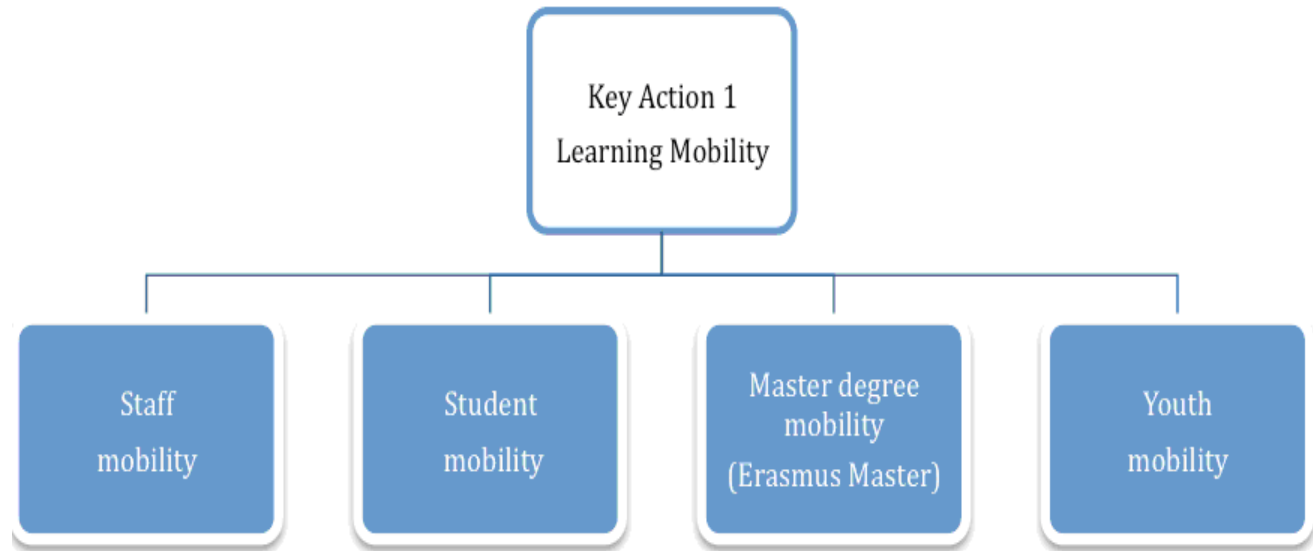 Key Action 1
Learning Mobility
Staff
mobility
Student
mobility
Master degree
mobility
(Erasmus Master)
Youth
mobility